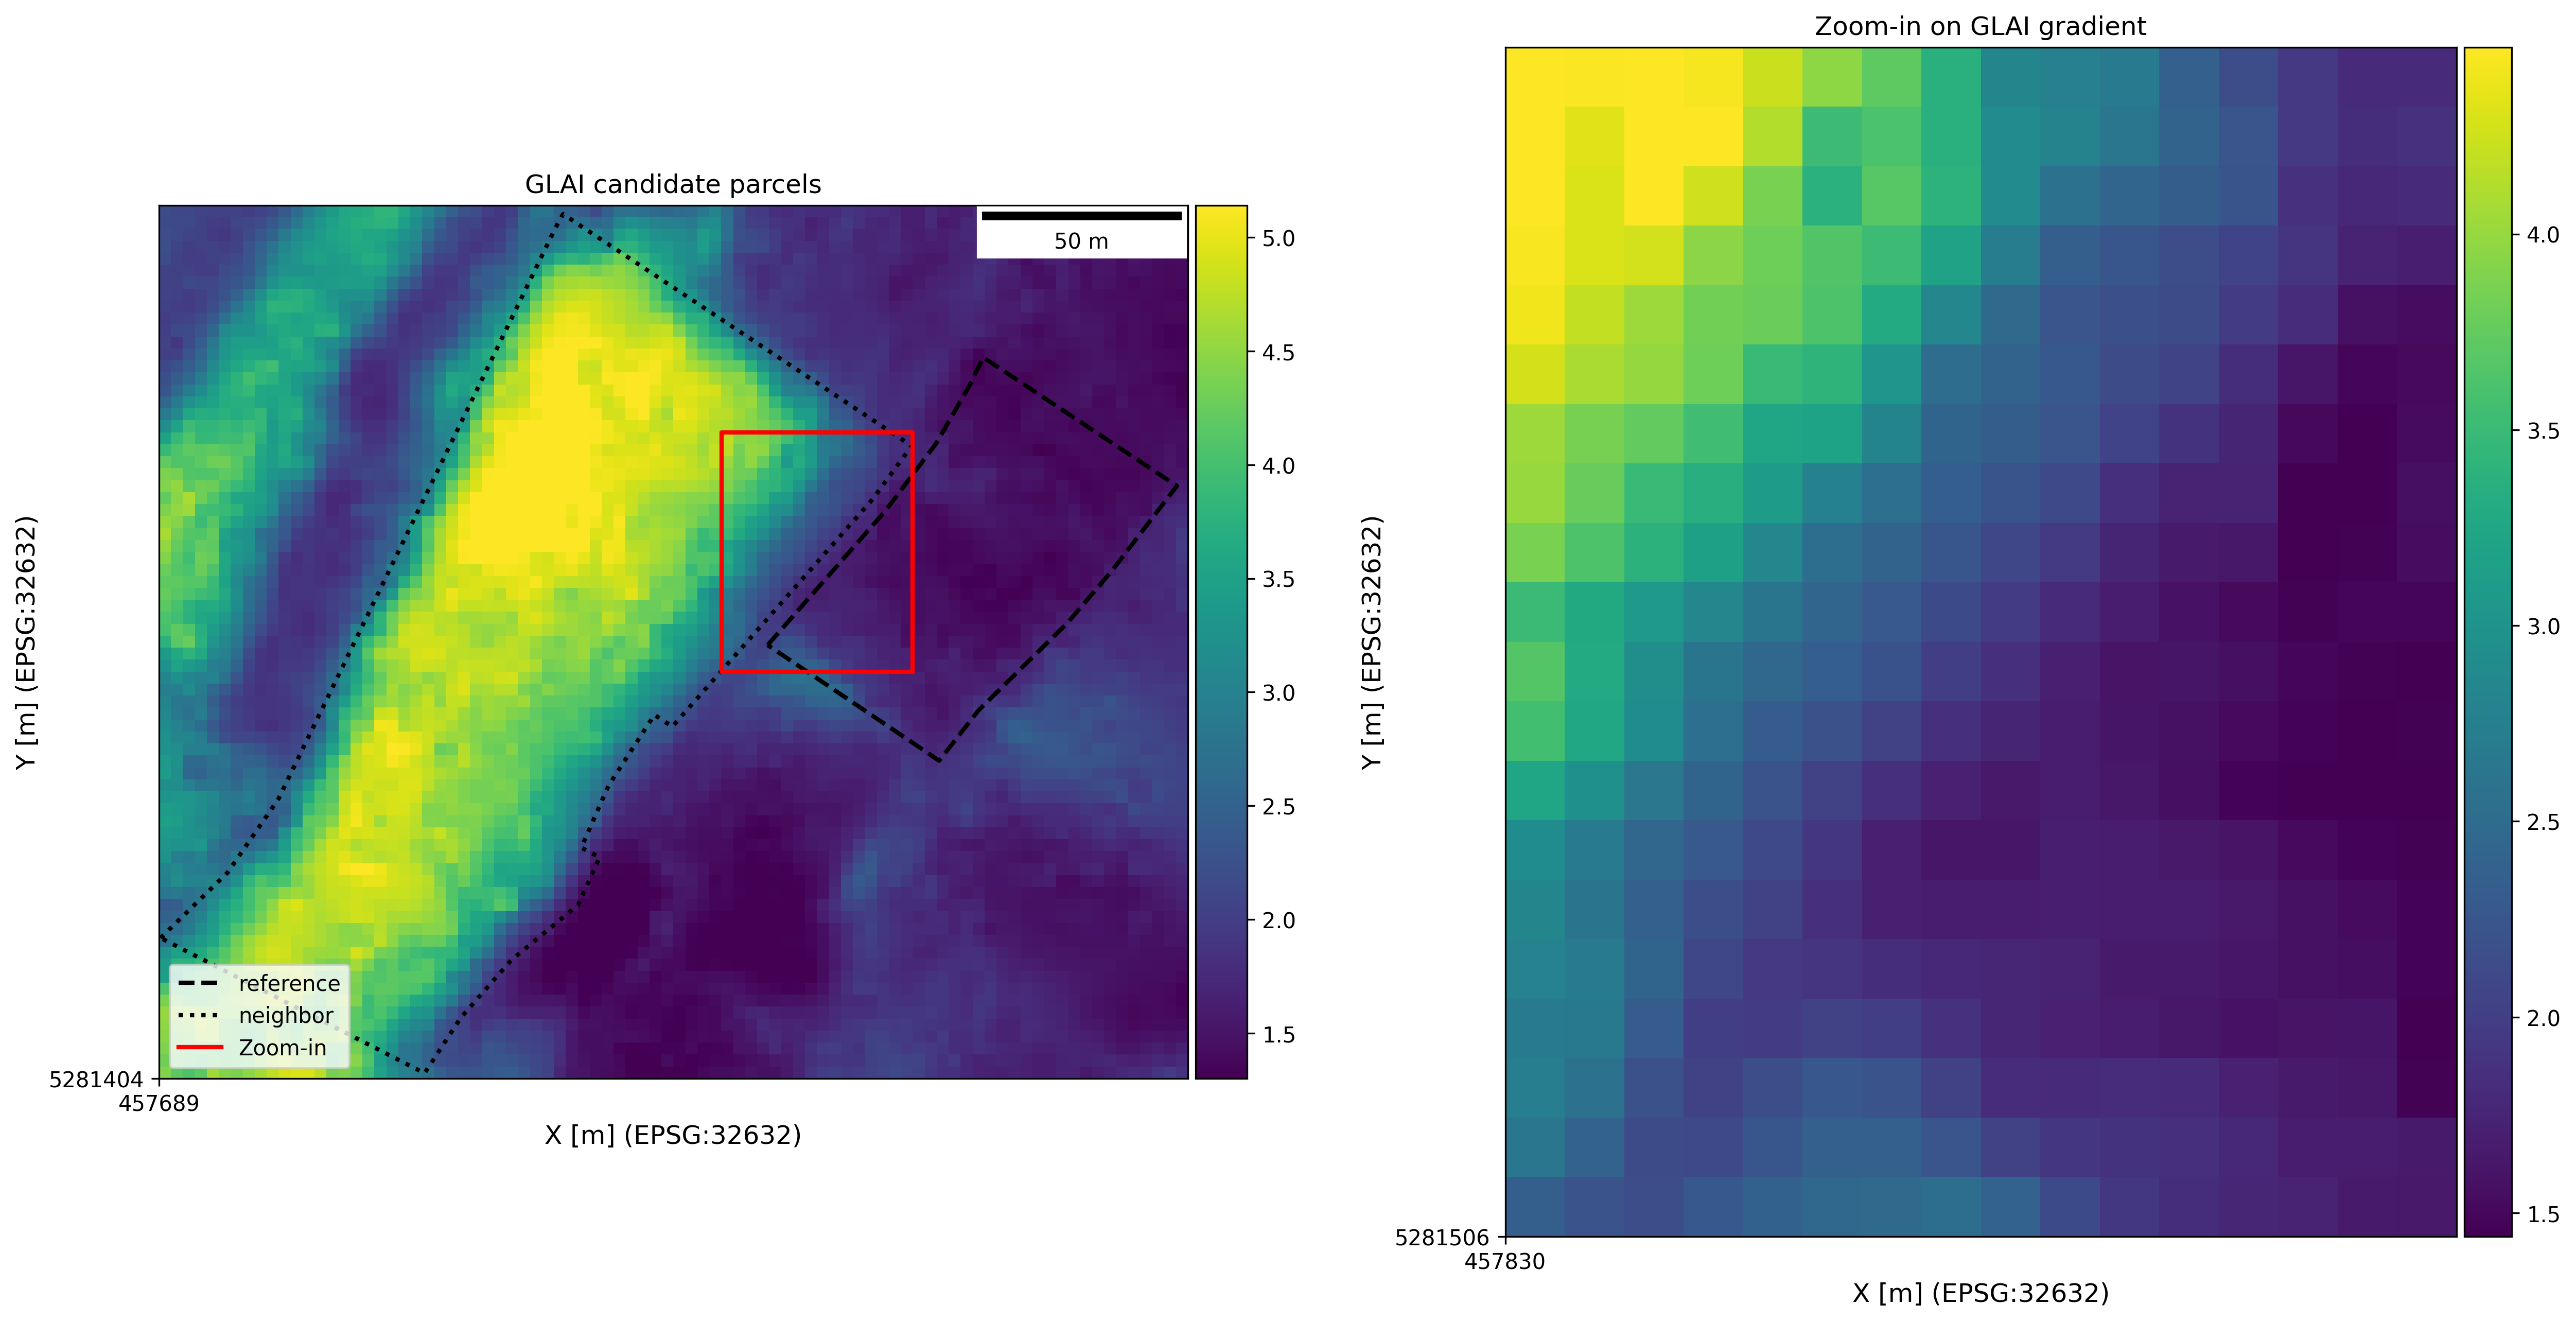 GLAI candidate parcels
50 m
5.0
4.5
4.0
3.5
3.0
2.5
2.0
1.5
reference
neighbor
Zoom-in
Y [m] (EPSG:32632)
5281404
457689
X [m] (EPSG:32632)
Zoom-in on GLAI gradient
4.0
3.5
3.0
2.5
2.0
1.5
Y [m] (EPSG:32632)
5281506
457830
X [m] (EPSG:32632)